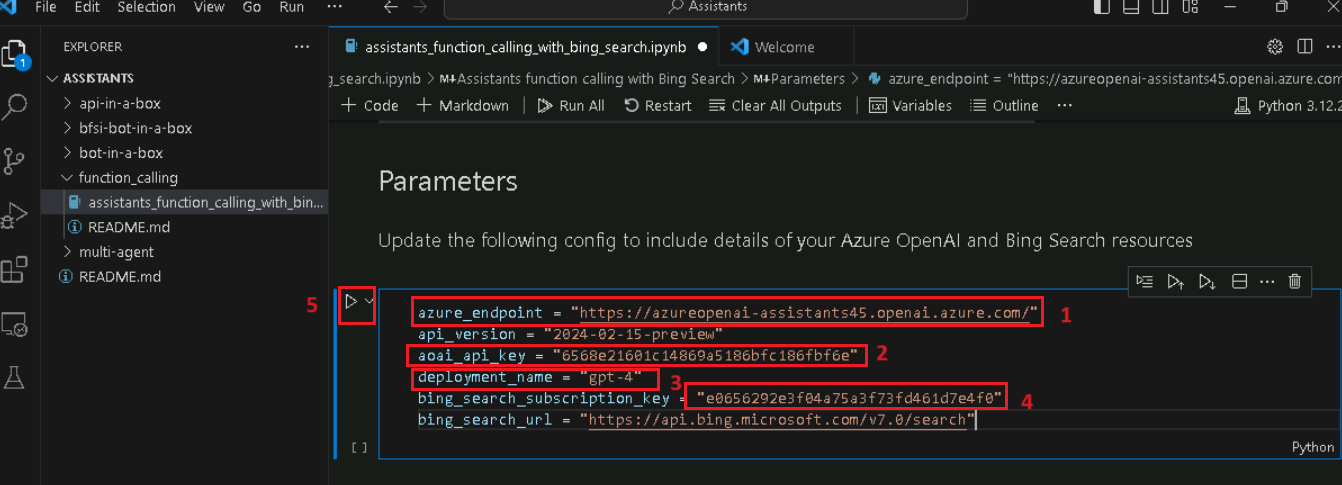 File Edit Selection View Go Run ··· Assistants
EXPLORER ···
1
ASSISTANTS
api-in-a-box
bfsi-bot-in-a-box
bot-in-a-box
function_calling
assistants_function_calling_with_bin...
README.md
multi-agent
README.md
assistants_function_calling_with_bing_search.ipynb ● Welcome
g_search.ipynb > M↓Assistants function calling with Bing Search > M↓Parameters > azure_endpoint = "https://azureopenai-assistants45.openai.azure.com
+ Code + Markdown Run All Restart Clear All Outputs Variables Outline ··· Python 3.12.2
Parameters
Update the following config to include details of your Azure OpenAI and Bing Search resources
5
azure_endpoint = "https://azureopenai-assistants45.openai.azure.com/" 1
api_version = "2024-02-15-preview"
aoai_api_key = "6568e21601c14869a5186bfc186fbf6e" 2
deployment_name = "gpt-4" 3
bing_search_subscription_key = "e0656292e3f04a75a3f73fd461d7e4f0" 4
bing_search_url = "https://api.bing.microsoft.com/v7.0/search"
[ ] Python